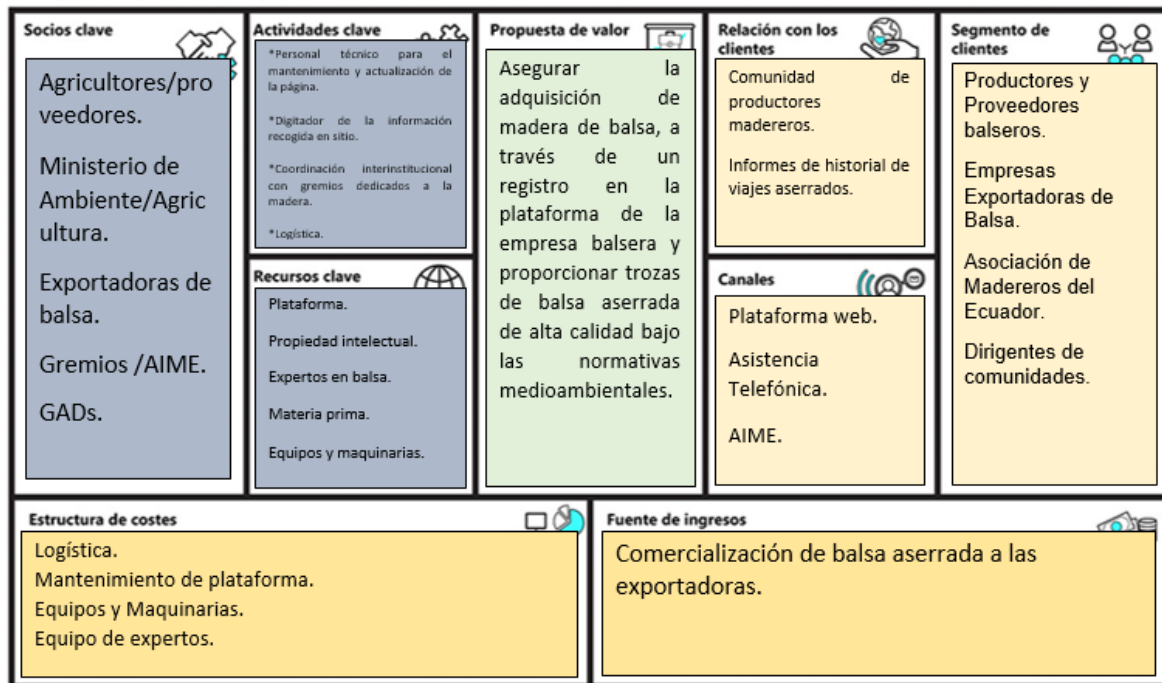 Socios clave
Agricultores/pro
veedores.
Ministerio de
Ambiente/Agric
ultura.
Exportadoras de
balsa.
Gremios /AIME.
GADs.
Actividades clave
*Personal técnico para el
mantenimiento y actualización de
la página.
*Digitador de la información
recogida en sitio.
*Coordinación interinstitucional
con gremios dedicados a la
madera.
*Logística.
Recursos clave
Plataforma.
Propiedad intelectual.
Expertos en balsa.
Materia prima.
Equipos y maquinarias.
Propuesta de valor
Asegurar la
adquisición de
madera de balsa, a
través de un
registro en la
plataforma de la
empresa balsera y
proporcionar trozas
de balsa aserrada
de alta calidad bajo
las normativas
medioambientales.
Relación con los
clientes
Comunidad de
productores
madereros.
Informes de historial de
viajes aserrados.
Canales
Plataforma web.
Asistencia
Telefónica.
AIME.
Segmento de
clientes
Productores y
Proveedores
balseros.
Empresas
Exportadoras de
Balsa.
Asociación de
Madereros del
Ecuador.
Dirigentes de
comunidades.
Estructura de costes
Logística.
Mantenimiento de plataforma.
Equipos y Maquinarias.
Equipo de expertos.
Fuente de ingresos
Comercialización de balsa aserrada a las
exportadoras.